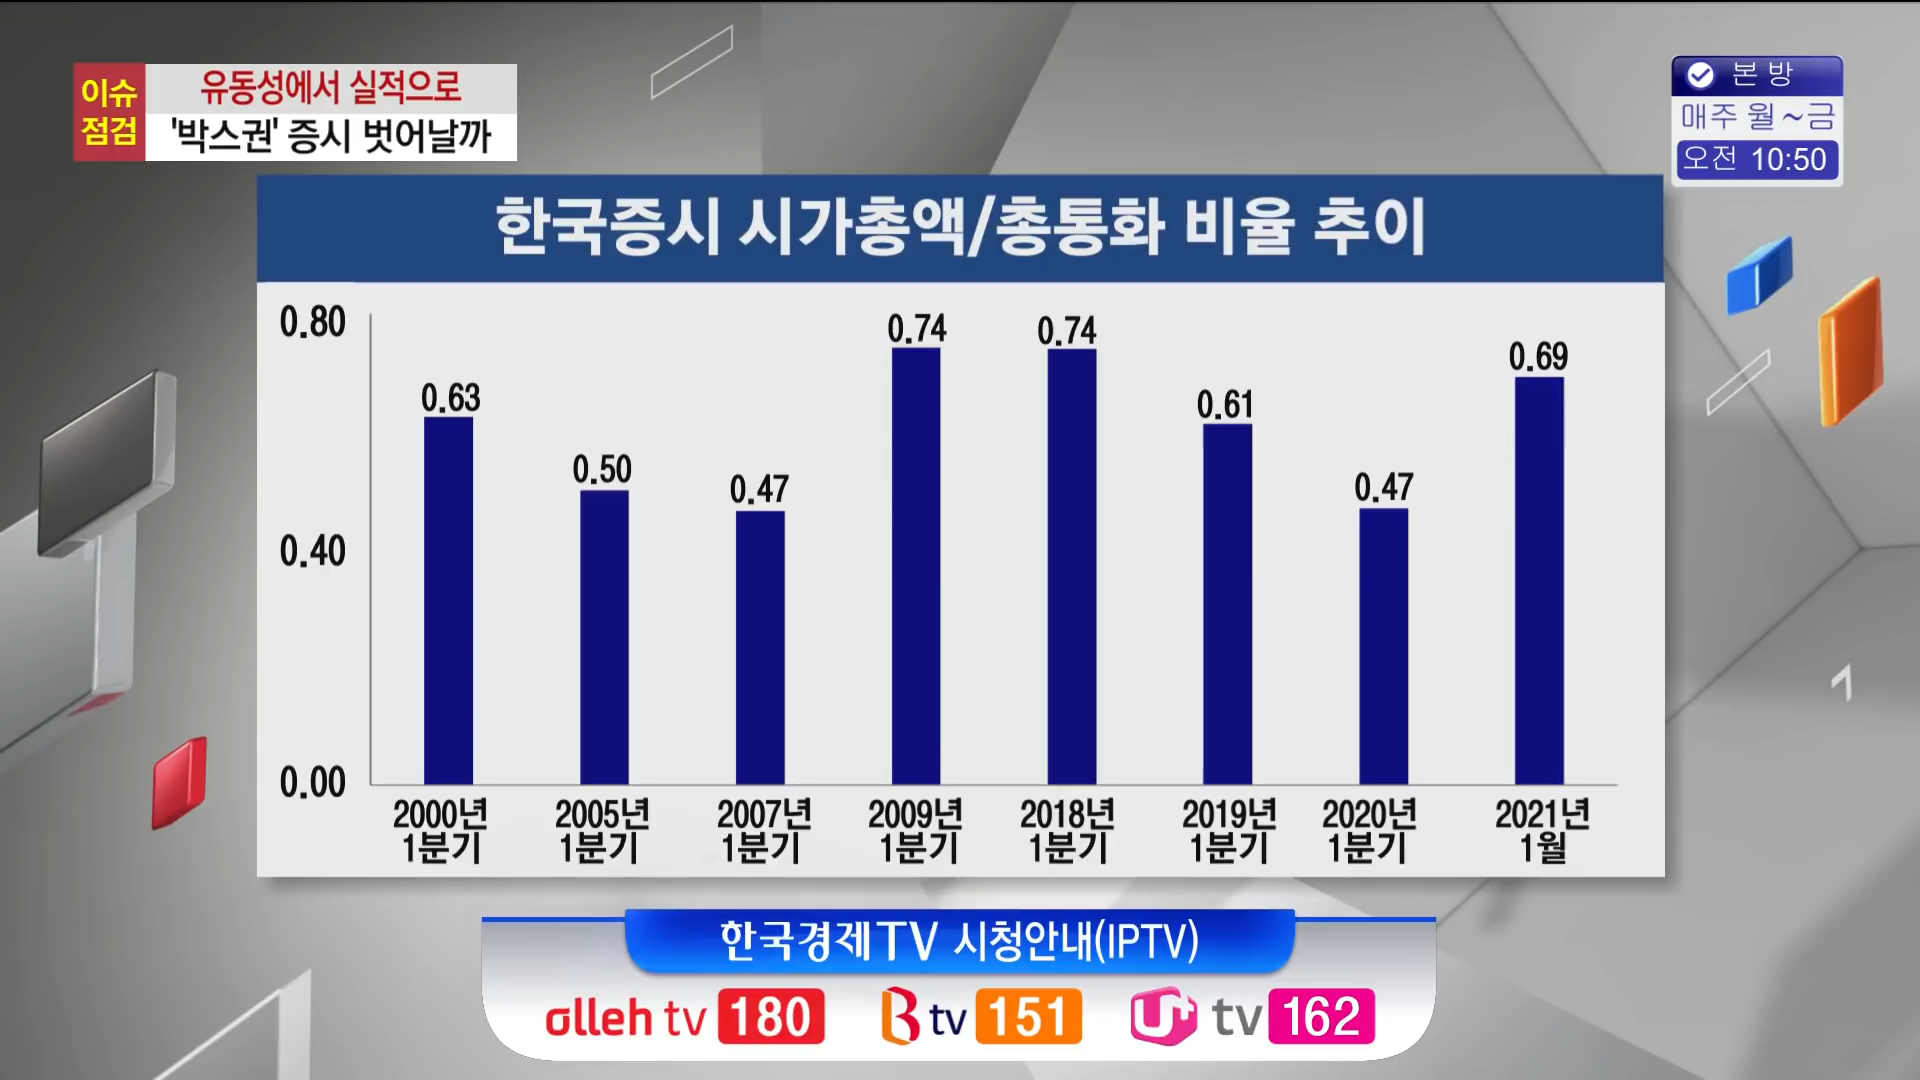 이슈
점검
유동성에서 실적으로
'박스권' 증시 벗어날까
본 방
매주 월~금
오전 10:50
한국증시 시가총액/총통화 비율 추이
0.80
0.40
0.00
0.63
0.50
0.47
0.74
0.74
0.61
0.47
0.69
2000년
1분기
2005년
1분기
2007년
1분기
2009년
1분기
2018년
1분기
2019년
1분기
2020년
1분기
2021년
1월
한국경제TV 시청안내(IPTV)
olleh tv 180
B tv 151
U+ tv 162